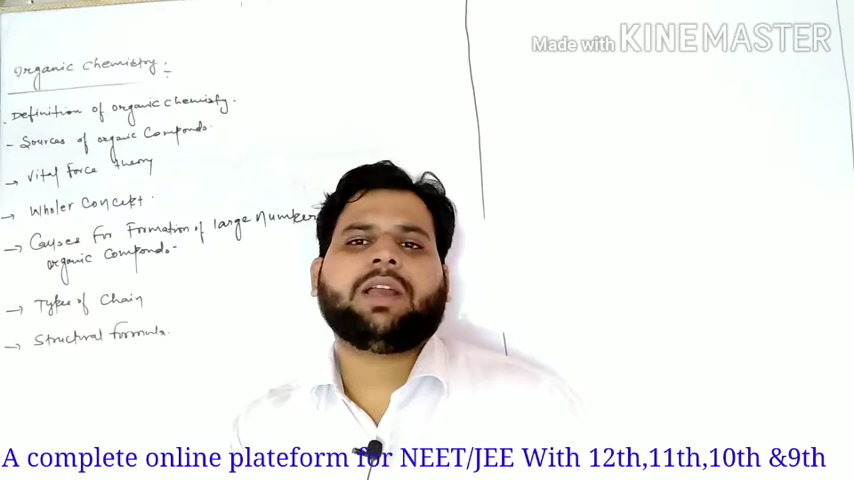 Made with KINEMASTER
Organic Chemistry :
. Definition of organic chemistry .
- Sources of organic Componds.
→ Vital Force theory
→ Wholer Concept .
→ Causes For Formation of large Number
organic Componds -
→ Types of Chain
→ Structural formula.
A complete online plateform for NEET/JEE With 12th,11th,10th &9th